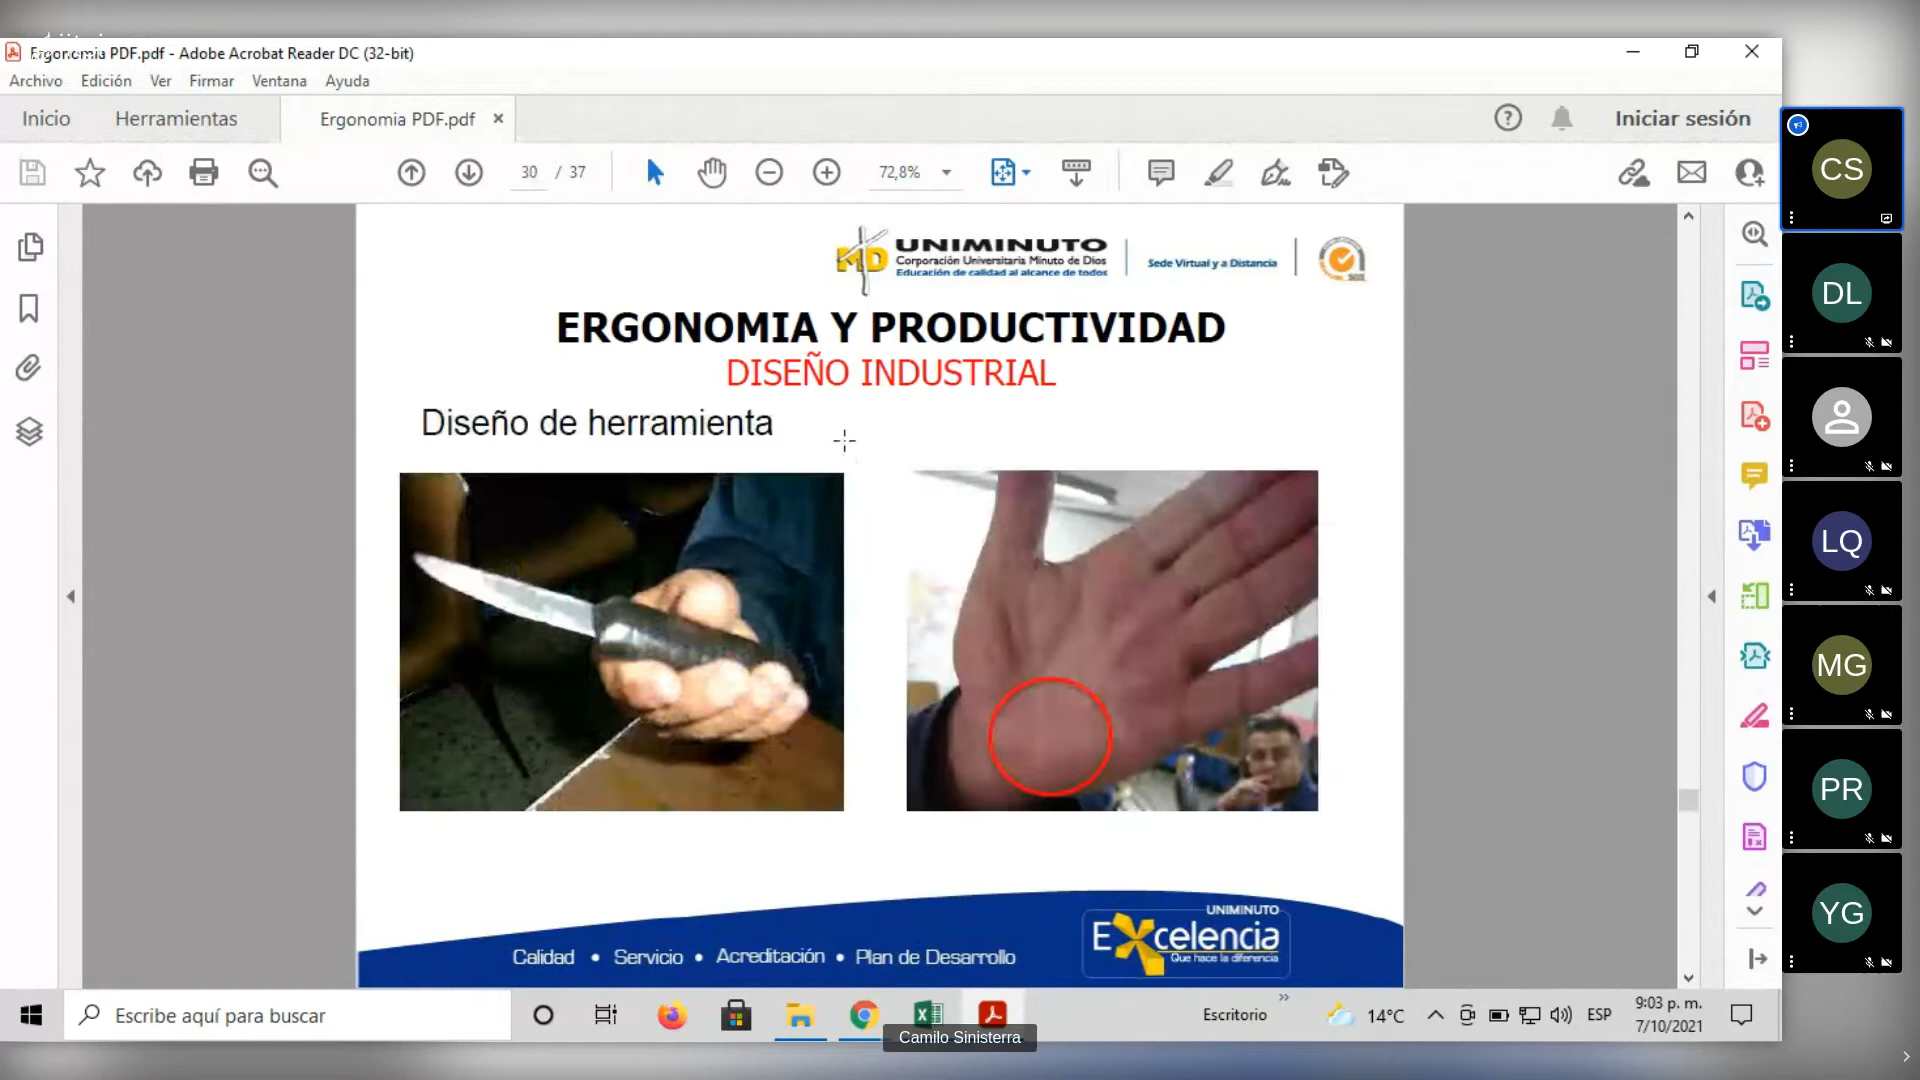 Ergonomia PDF.pdf - Adobe Acrobat Reader DC (32-bit)
Archivo Edición Ver Firmar Ventana Ayuda
Inicio Herramientas Ergonomia PDF.pdf Iniciar sesión
30 / 37 72,8%
UNIMINUTO
Corporación Universitaria Minuto de Dios
Educación de calidad al alcance de todos
Sede Virtual y a Distancia
ERGONOMIA Y PRODUCTIVIDAD
DISEÑO INDUSTRIAL
Diseño de herramienta
UNIMINUTO
Excelencia
Que hace la diferencia
Calidad • Servicio • Acreditación • Plan de Desarrollo
CS
DL
LQ
MG
PR
YG
Escribe aquí para buscar
Escritorio
14°C
ESP
9:03 p. m.
7/10/2021
Camilo Sinisterra